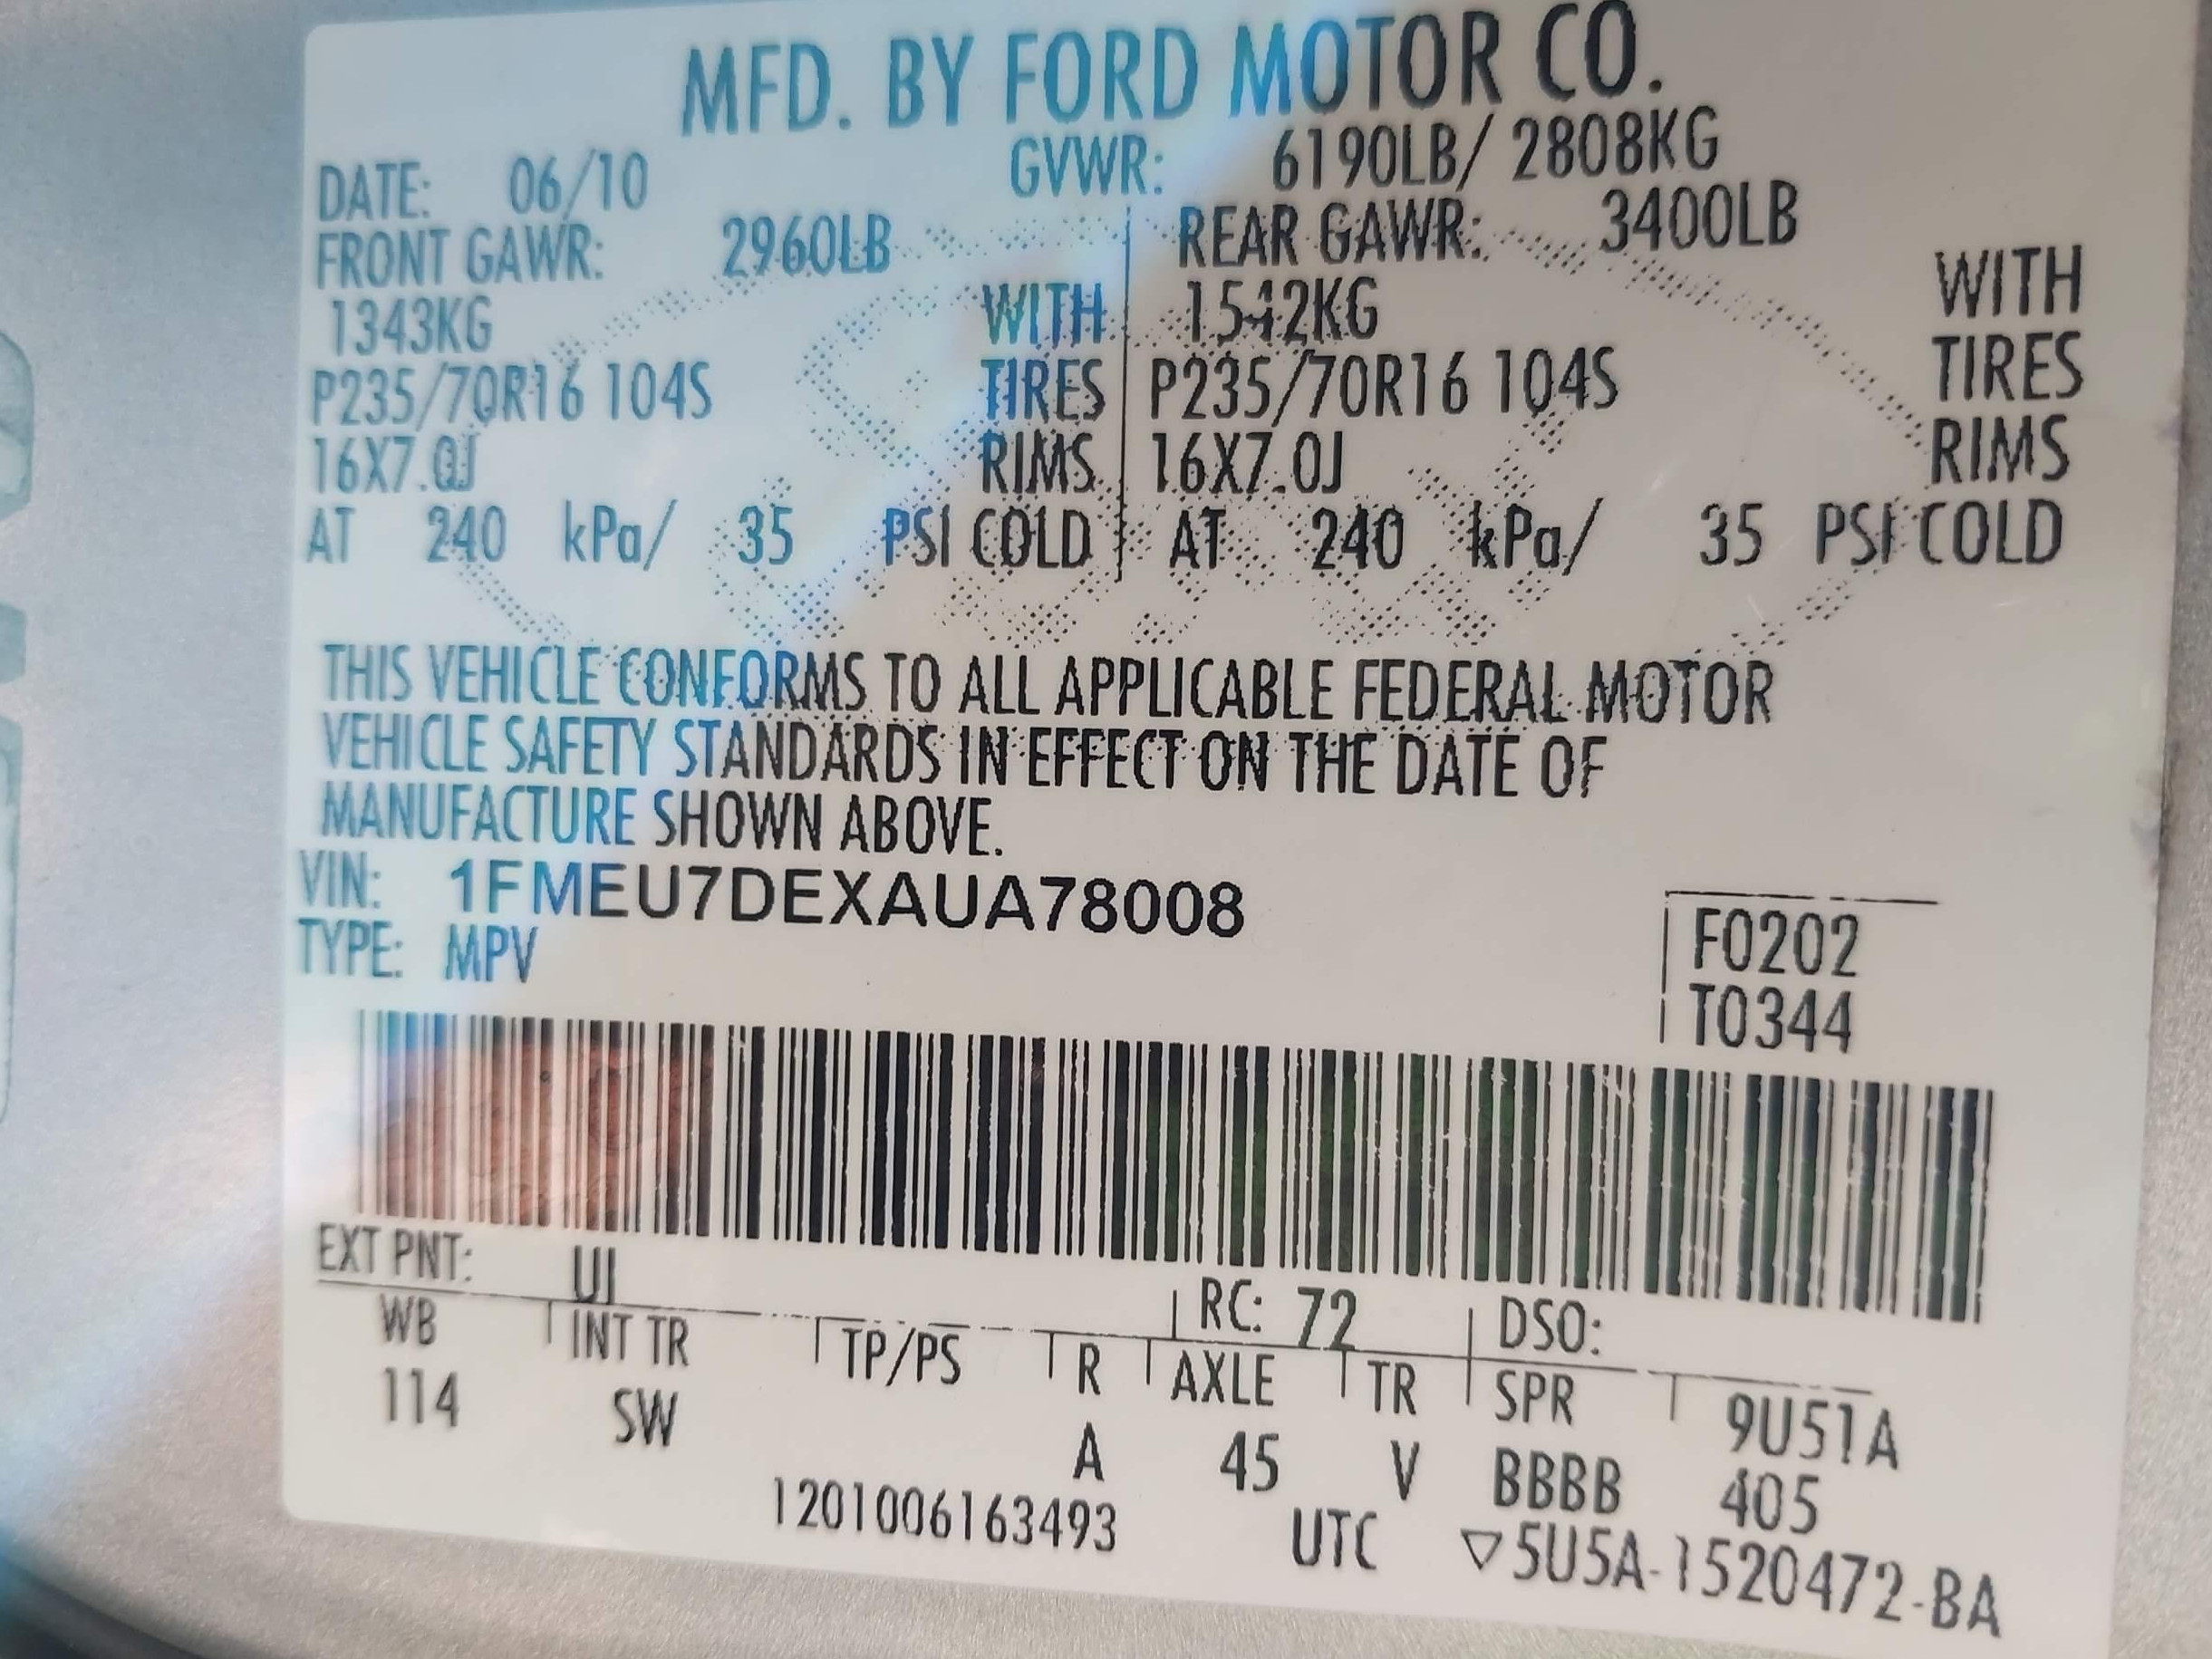 MFD. BY FORD MOTOR CO.
DATE: 06/10 GVWR: 6190LB/ 2808KG
FRONT GAWR: 2960LB REAR GAWR: 3400LB
1343KG WITH 1542KG WITH
P235/70R16 104S TIRES P235/70R16 104S TIRES
16X7.0J RIMS 16X7.0J RIMS
AT 240 kPa/ 35 PSI COLD AT 240 kPa/ 35 PSI COLD
THIS VEHICLE CONFORMS TO ALL APPLICABLE FEDERAL MOTOR
VEHICLE SAFETY STANDARDS IN EFFECT ON THE DATE OF
MANUFACTURE SHOWN ABOVE.
VIN: 1FMEU7DEXAUA78008
TYPE: MPV
F0202
T0344
EXT PNT: UI RC: 72 DSO:
WB INT TR TP/PS R AXLE TR SPR 9U51A
114 SW A 45 V BBBB 405
1201006163493 UTC ▽5U5A-1520472-BA